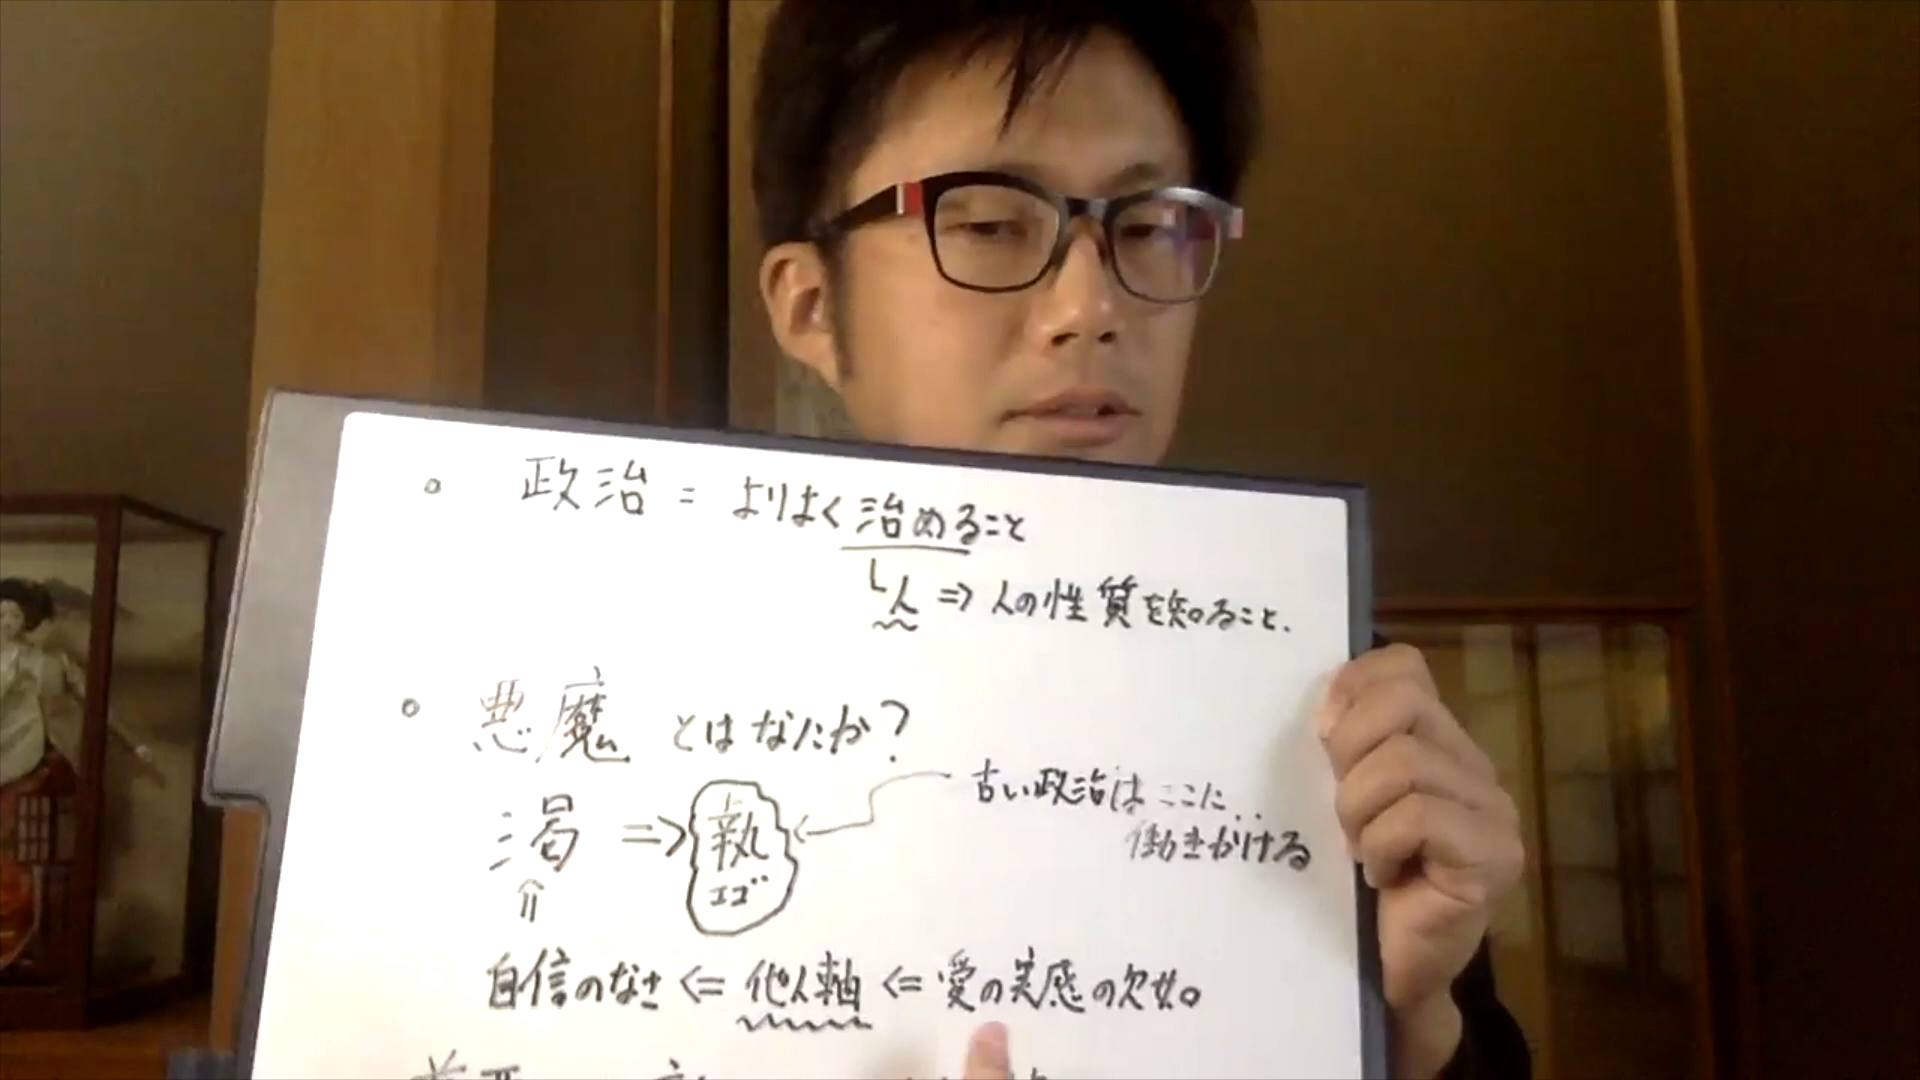 ○ 政治 = よりよく治めること
└人 ⇒ 人の性質を知ること.
○ 悪魔とはなにか?
古い政治はここに..
働きかける
渇 ⇒ 執
エゴ
⇑
自信のなさ ⇐ 他人軸 ⇐ 愛の実感の欠如。